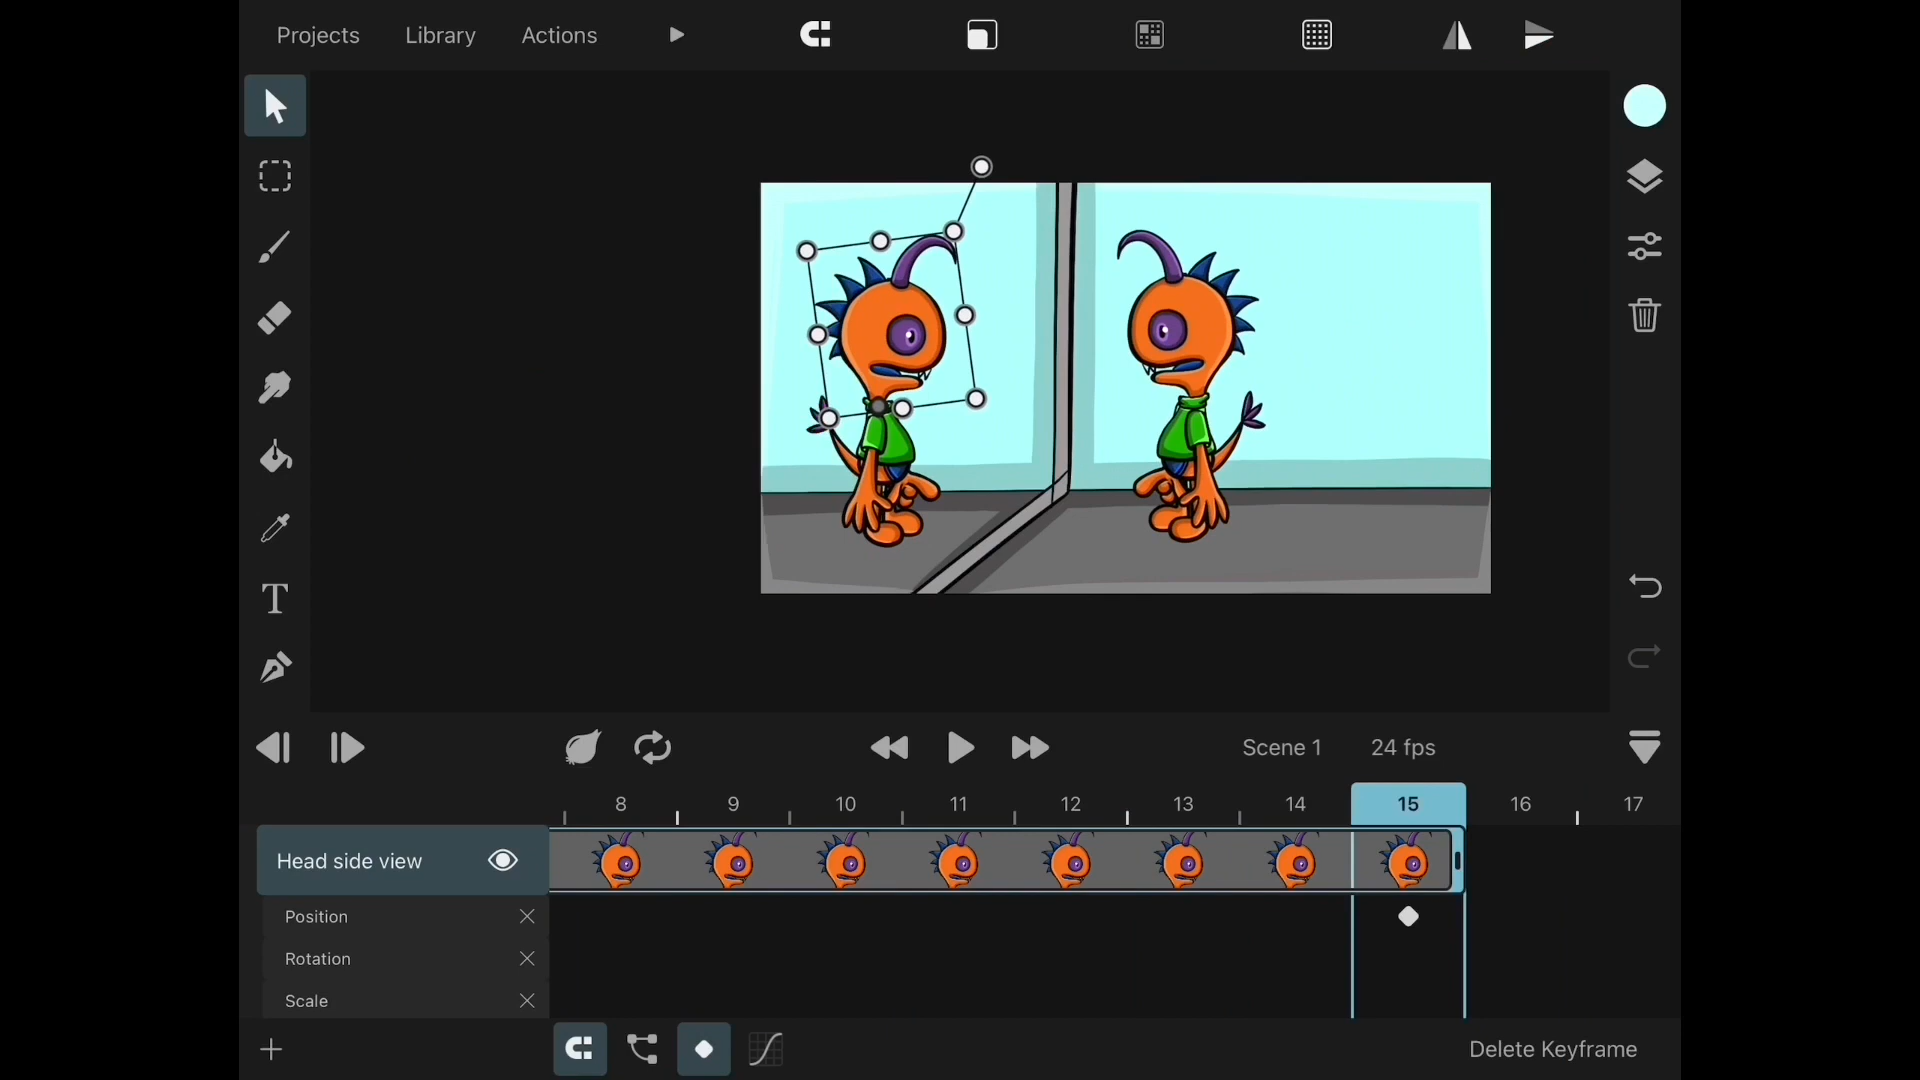 Projects Library Actions
T
Scene 1 24 fps
8 9 10 11 12 13 14 15 16 17
Head side view
Position
Rotation
Scale
Delete Keyframe